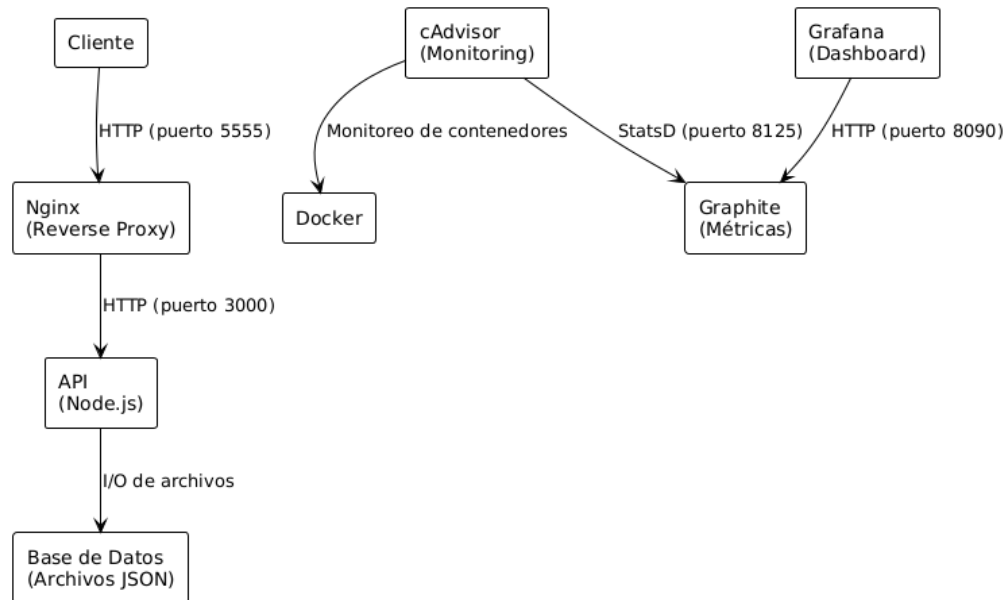 Cliente
cAdvisor
(Monitoring)
Grafana
(Dashboard)
HTTP (puerto 5555)
Monitoreo de contenedores
StatsD (puerto 8125)
HTTP (puerto 8090)
Nginx
(Reverse Proxy)
Docker
Graphite
(Métricas)
HTTP (puerto 3000)
API
(Node.js)
I/O de archivos
Base de Datos
(Archivos JSON)